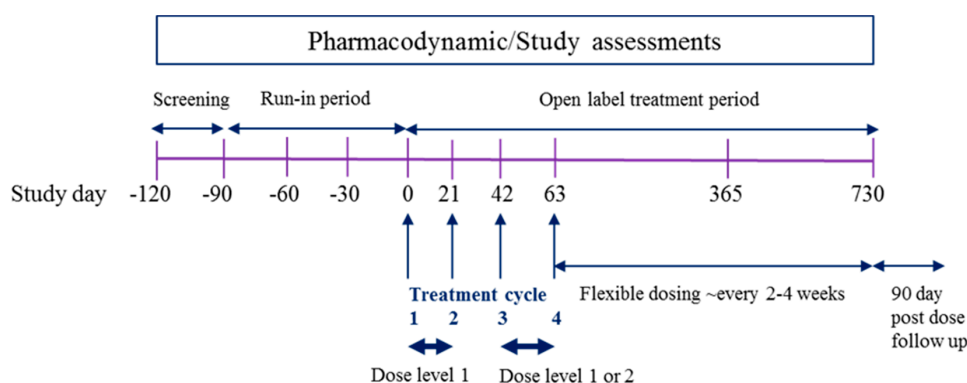 Pharmacodynamic/Study assessments
Screening Run-in period Open label treatment period
Study day -120 -90 -60 -30 0 21 42 63 365 730
Treatment cycle
1 2 3 4
Flexible dosing ~every 2-4 weeks
90 day
post dose
follow up
Dose level 1 Dose level 1 or 2